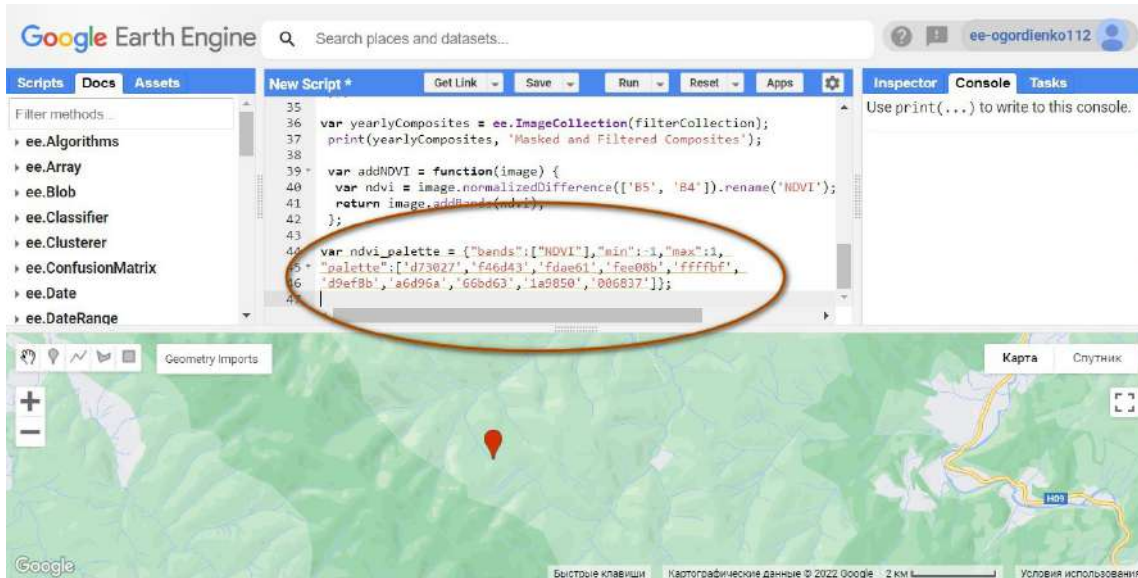 Google Earth Engine
Search places and datasets...
ee-ogordienko112
Scripts Docs Assets
Filter methods...
ee.Algorithms
ee.Array
ee.Blob
ee.Classifier
ee.Clusterer
ee.ConfusionMatrix
ee.Date
ee.DateRange
New Script *
Get Link Save Run Reset Apps
35
36 var yearlyComposites = ee.ImageCollection(filterCollection);
37 print(yearlyComposites, 'Masked and Filtered Composites');
38
39 var addNDVI = function(image) {
40 var ndvi = image.normalizedDifference(['B5', 'B4']).rename('NDVI');
41 return image.addBands(ndvi);
42 };
43
44 var ndvi_palette = {"bands":["NDVI"],"min":-1,"max":1,
45 "palette":['d73027','f46d43','fdae61','fee08b','ffffbf',
46 'd9ef8b','a6d96a','66bd63','1a9850','006837']};
47
Inspector Console Tasks
Use print(...) to write to this console.
Geometry Imports
Карта Спутник
+
−
H09
Google
Быстрые клавиши Картографические данные © 2022 Google 2 км Условия использования